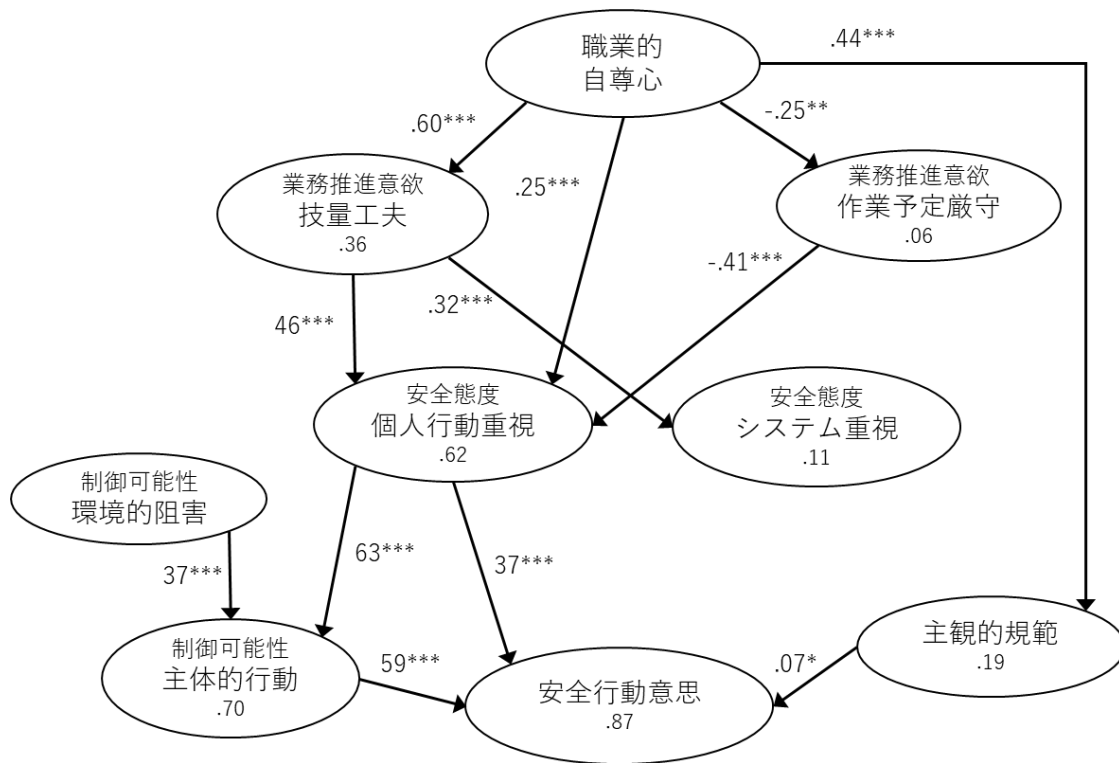 職業的
自尊心
.44***
.60***
-.25**
業務推進意欲
技量工夫
.36
.25***
業務推進意欲
作業予定厳守
.06
-.41***
46***
.32***
安全態度
個人行動重視
.62
安全態度
システム重視
.11
制御可能性
環境的阻害
37***
63***
37***
制御可能性
主体的行動
.70
59***
安全行動意思
.87
.07*
主観的規範
.19